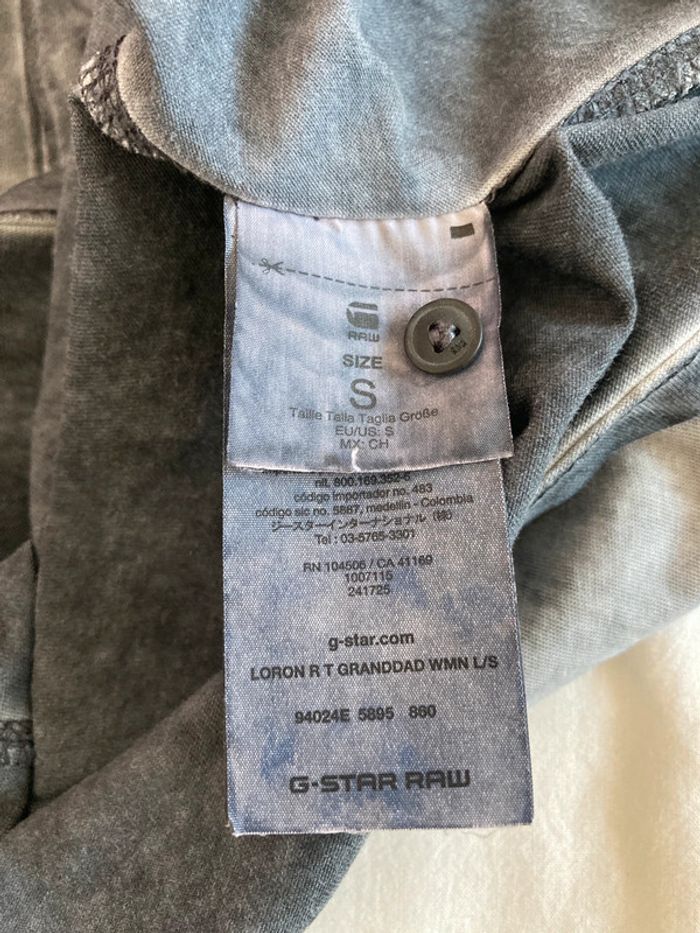 RAW
SIZE
S
Taille Talla Taglia Größe
EU/US: S
MX: CH
nit. 800.169.352-6
código importador no. 483
código sic no. 5887, medellin - Colombia
ジースターインターナショナル (株)
Tel : 03-5765-3301
RN 104506 / CA 41169
1007115
241725
g-star.com
LORON R T GRANDDAD WMN L/S
94024E 5895 860
G-STAR RAW